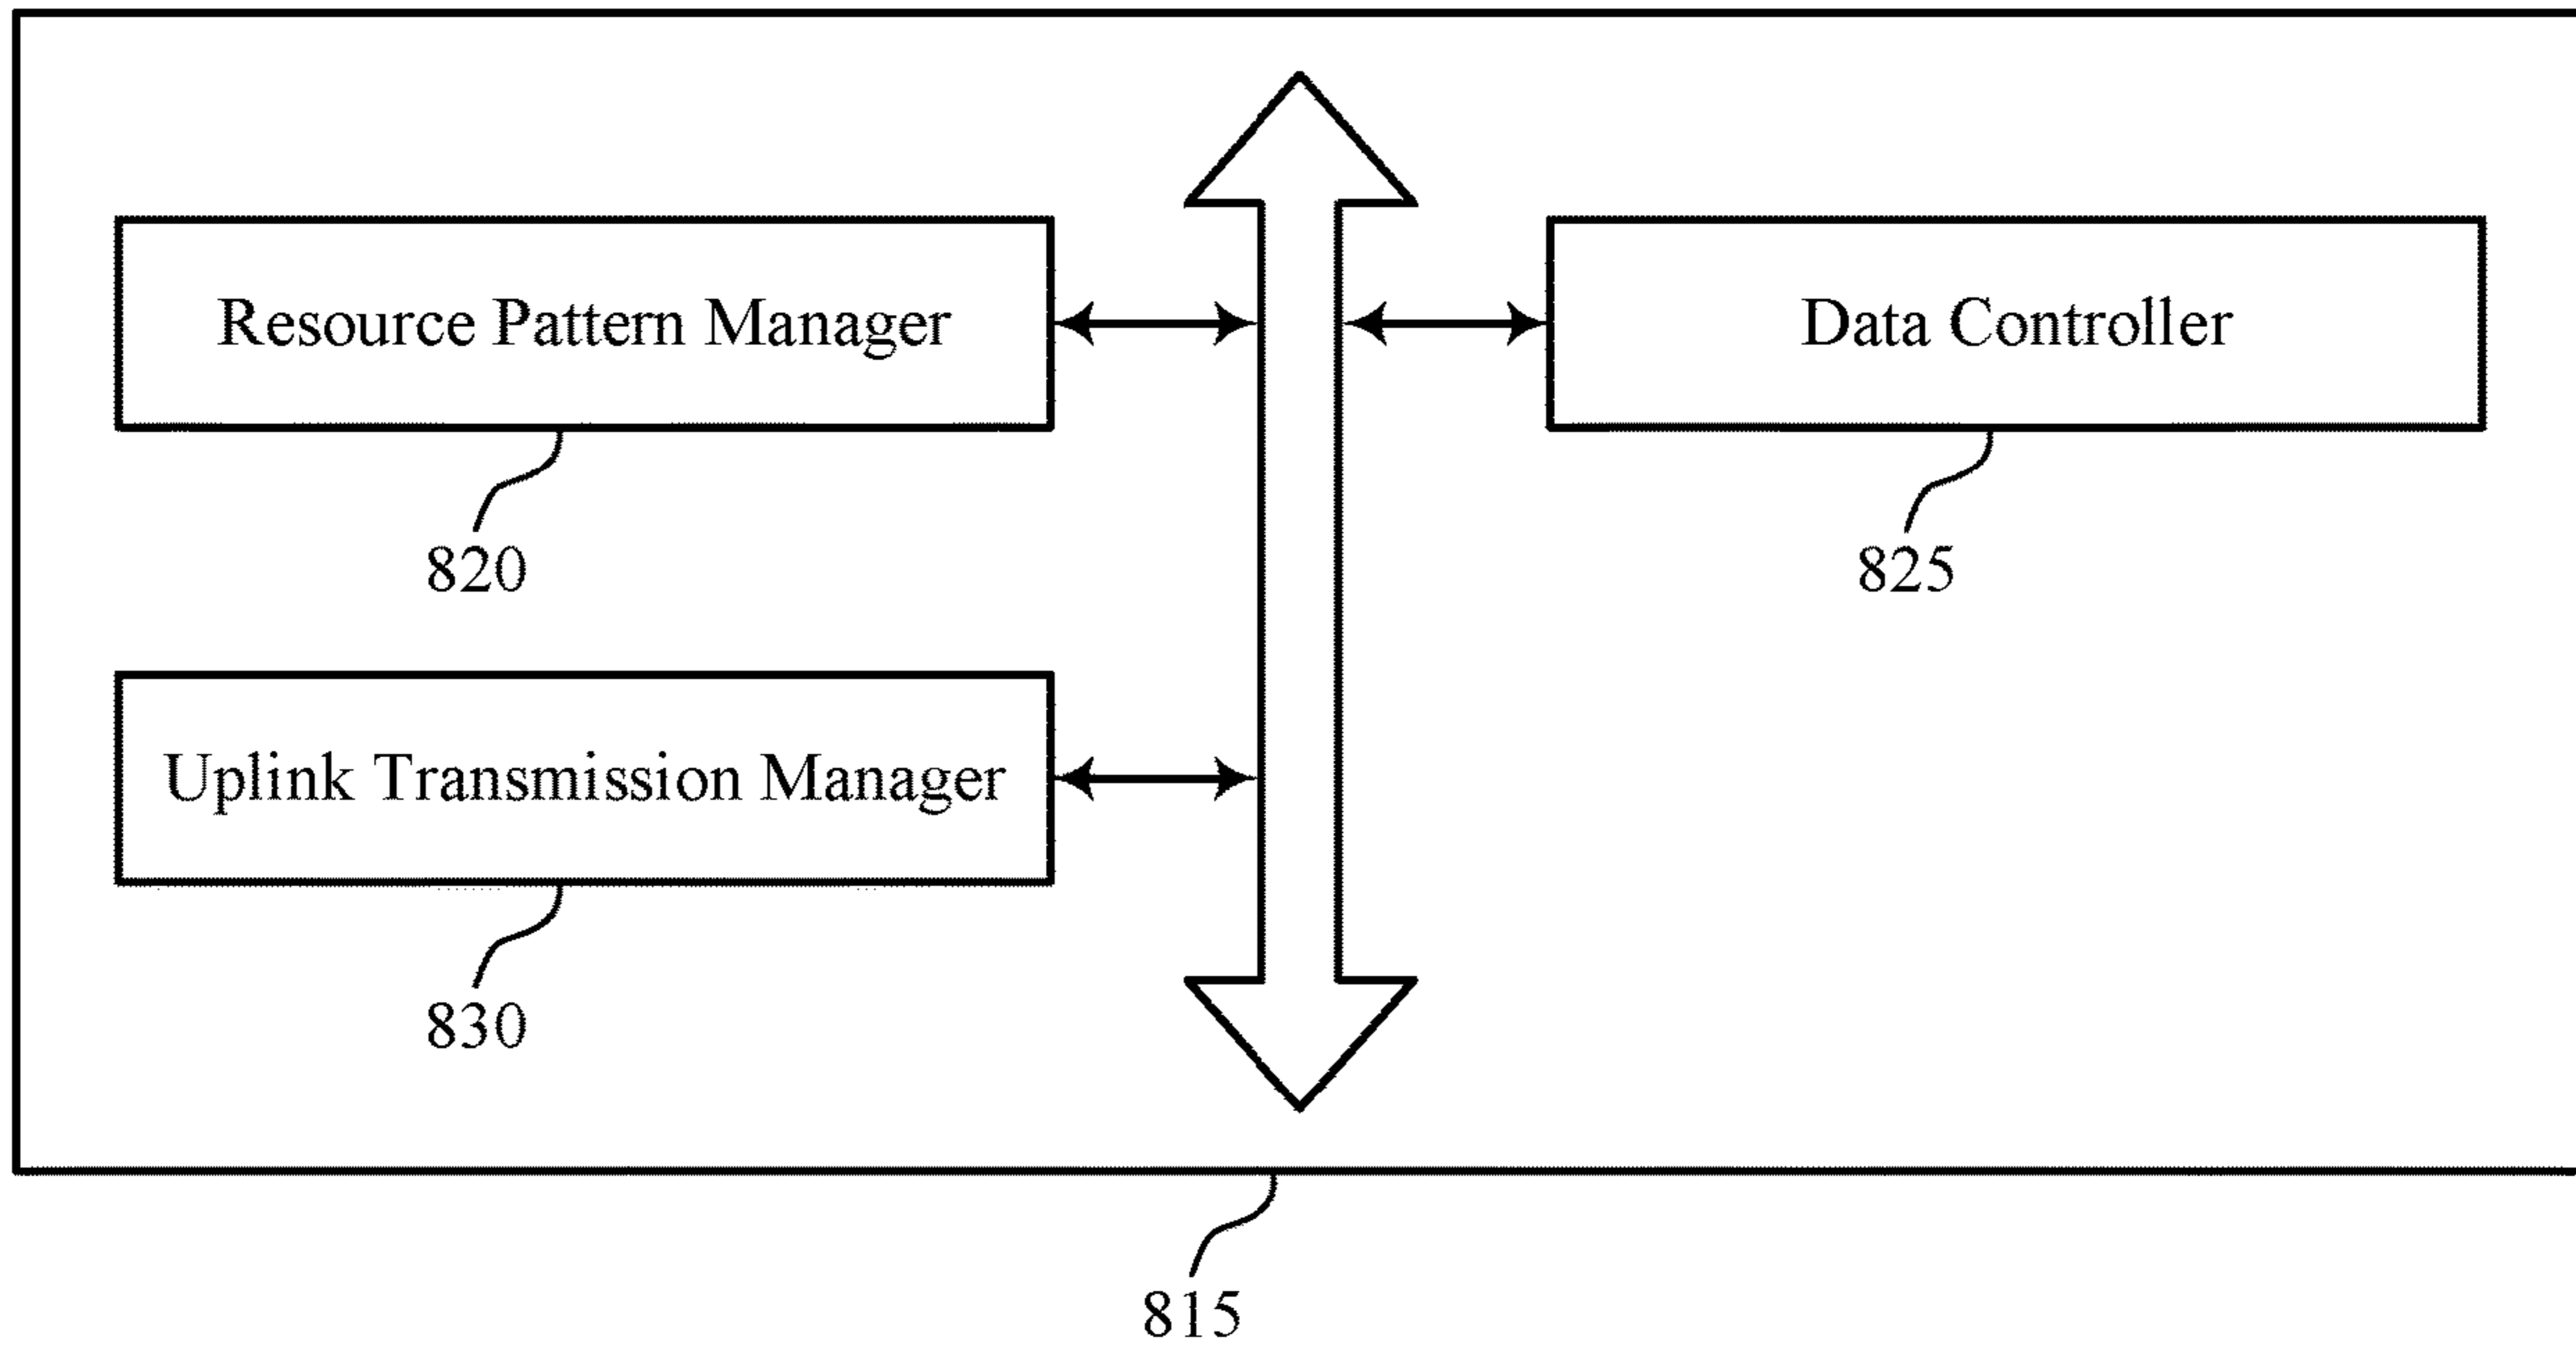 Resource Pattern Manager
Data Controller
820
825
Uplink Transmission Manager
830
815